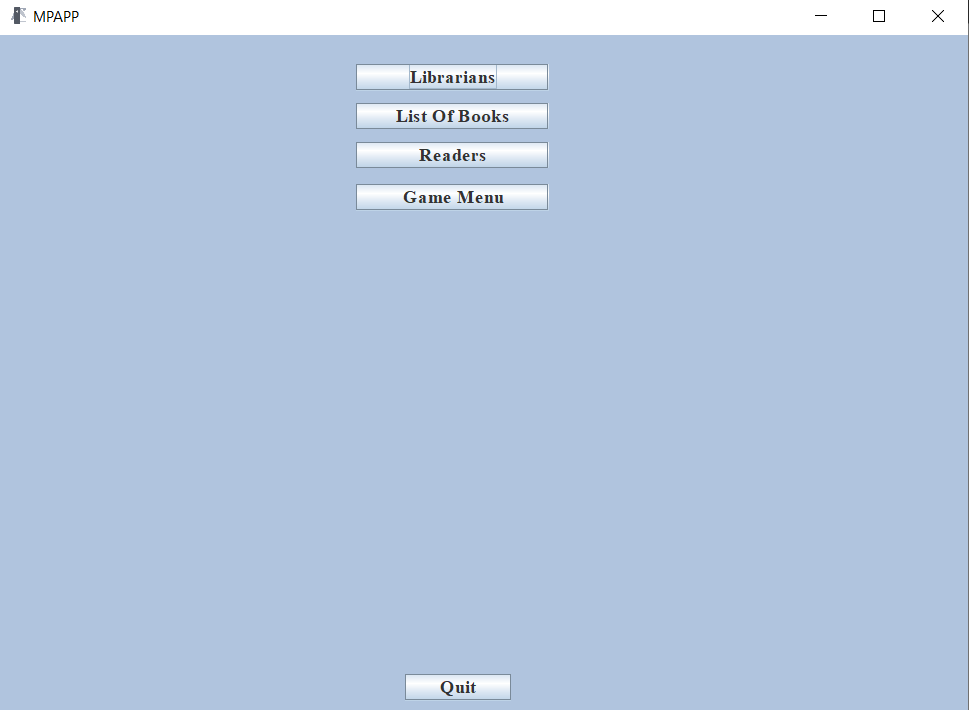 MPAPP
Librarians
List Of Books
Readers
Game Menu
Quit